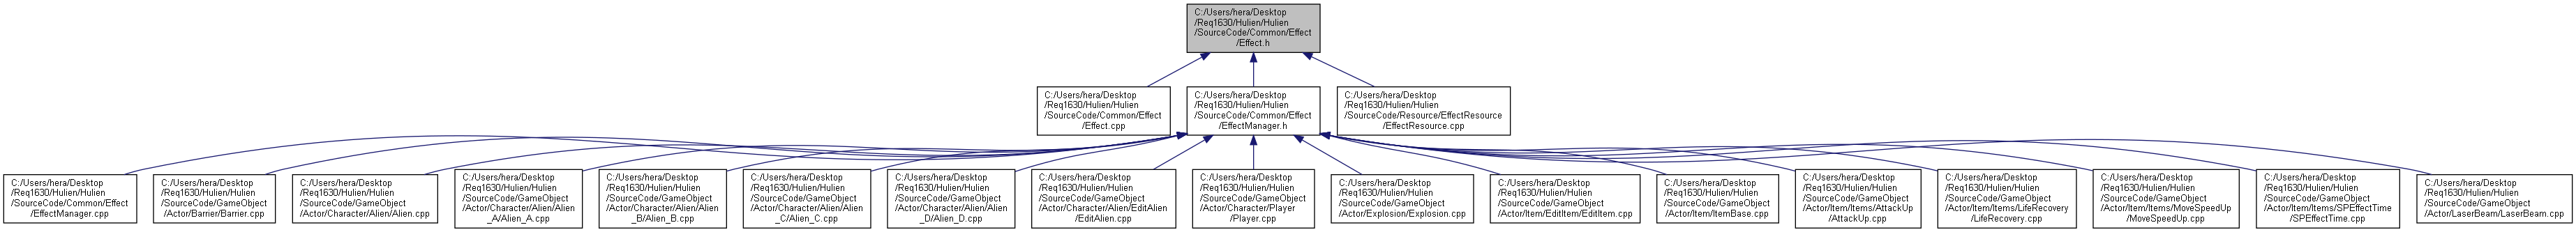 C:/Users/hera/Desktop
/Req1630/Hulien/Hulien
/SourceCode/Common/Effect
/Effect.h
C:/Users/hera/Desktop
/Req1630/Hulien/Hulien
/SourceCode/Common/Effect
/Effect.cpp
C:/Users/hera/Desktop
/Req1630/Hulien/Hulien
/SourceCode/Common/Effect
/EffectManager.h
C:/Users/hera/Desktop
/Req1630/Hulien/Hulien
/SourceCode/Resource/EffectResource
/EffectResource.cpp
C:/Users/hera/Desktop
/Req1630/Hulien/Hulien
/SourceCode/Common/Effect
/EffectManager.cpp
C:/Users/hera/Desktop
/Req1630/Hulien/Hulien
/SourceCode/GameObject
/Actor/Barrier/Barrier.cpp
C:/Users/hera/Desktop
/Req1630/Hulien/Hulien
/SourceCode/GameObject
/Actor/Character/Alien/Alien.cpp
C:/Users/hera/Desktop
/Req1630/Hulien/Hulien
/SourceCode/GameObject
/Actor/Character/Alien/Alien
_A/Alien_A.cpp
C:/Users/hera/Desktop
/Req1630/Hulien/Hulien
/SourceCode/GameObject
/Actor/Character/Alien/Alien
_B/Alien_B.cpp
C:/Users/hera/Desktop
/Req1630/Hulien/Hulien
/SourceCode/GameObject
/Actor/Character/Alien/Alien
_C/Alien_C.cpp
C:/Users/hera/Desktop
/Req1630/Hulien/Hulien
/SourceCode/GameObject
/Actor/Character/Alien/Alien
_D/Alien_D.cpp
C:/Users/hera/Desktop
/Req1630/Hulien/Hulien
/SourceCode/GameObject
/Actor/Character/Alien/EditAlien
/EditAlien.cpp
C:/Users/hera/Desktop
/Req1630/Hulien/Hulien
/SourceCode/GameObject
/Actor/Character/Player
/Player.cpp
C:/Users/hera/Desktop
/Req1630/Hulien/Hulien
/SourceCode/GameObject
/Actor/Explosion/Explosion.cpp
C:/Users/hera/Desktop
/Req1630/Hulien/Hulien
/SourceCode/GameObject
/Actor/Item/EditItem/EditItem.cpp
C:/Users/hera/Desktop
/Req1630/Hulien/Hulien
/SourceCode/GameObject
/Actor/Item/ItemBase.cpp
C:/Users/hera/Desktop
/Req1630/Hulien/Hulien
/SourceCode/GameObject
/Actor/Item/Items/AttackUp
/AttackUp.cpp
C:/Users/hera/Desktop
/Req1630/Hulien/Hulien
/SourceCode/GameObject
/Actor/Item/Items/LifeRecovery
/LifeRecovery.cpp
C:/Users/hera/Desktop
/Req1630/Hulien/Hulien
/SourceCode/GameObject
/Actor/Item/Items/MoveSpeedUp
/MoveSpeedUp.cpp
C:/Users/hera/Desktop
/Req1630/Hulien/Hulien
/SourceCode/GameObject
/Actor/Item/Items/SPEffectTime
/SPEffectTime.cpp
C:/Users/hera/Desktop
/Req1630/Hulien/Hulien
/SourceCode/GameObject
/Actor/LaserBeam/LaserBeam.cpp